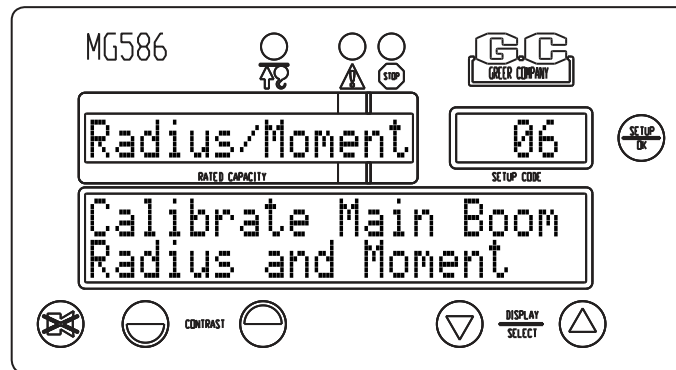 MG586
STOP
G.C.
GREER COMPANY
Radius/Moment
RATED CAPACITY
06
SETUP CODE
SETUP
OK
Calibrate Main Boom
Radius and Moment
CONTRAST
DISPLAY
SELECT